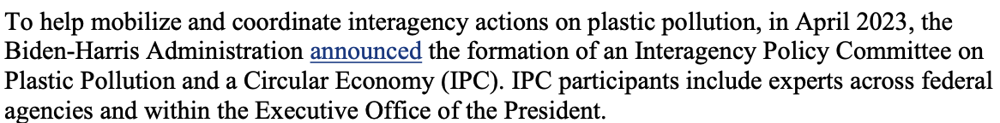 To help mobilize and coordinate interagency actions on plastic pollution, in April 2023, the
Biden-Harris Administration announced the formation of an Interagency Policy Committee on
Plastic Pollution and a Circular Economy (IPC). IPC participants include experts across federal
agencies and within the Executive Office of the President.